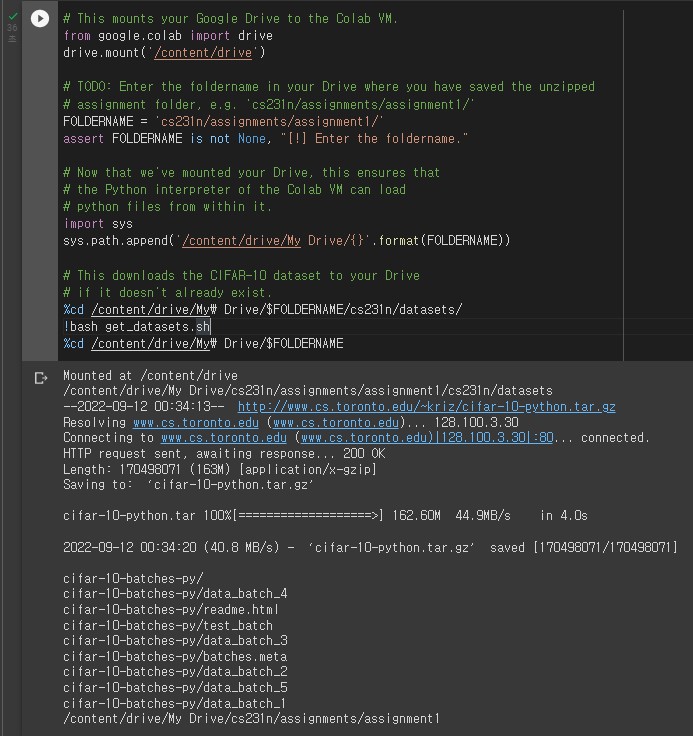 36
초
# This mounts your Google Drive to the Colab VM.
from google.colab import drive
drive.mount('/content/drive')
# TODO: Enter the foldername in your Drive where you have saved the unzipped
# assignment folder, e.g. 'cs231n/assignments/assignment1/'
FOLDERNAME = 'cs231n/assignments/assignment1/'
assert FOLDERNAME is not None, "[!] Enter the foldername."
# Now that we've mounted your Drive, this ensures that
# the Python interpreter of the Colab VM can load
# python files from within it.
import sys
sys.path.append('/content/drive/My Drive/{}'.format(FOLDERNAME))
# This downloads the CIFAR-10 dataset to your Drive
# if it doesn't already exist.
%cd /content/drive/My₩ Drive/$FOLDERNAME/cs231n/datasets/
!bash get_datasets.sh
%cd /content/drive/My₩ Drive/$FOLDERNAME
Mounted at /content/drive
/content/drive/My Drive/cs231n/assignments/assignment1/cs231n/datasets
--2022-09-12 00:34:13--  http://www.cs.toronto.edu/~kriz/cifar-10-python.tar.gz
Resolving www.cs.toronto.edu (www.cs.toronto.edu)... 128.100.3.30
Connecting to www.cs.toronto.edu (www.cs.toronto.edu)|128.100.3.30|:80... connected.
HTTP request sent, awaiting response... 200 OK
Length: 170498071 (163M) [application/x-gzip]
Saving to: ‘cifar-10-python.tar.gz’
cifar-10-python.tar 100%[===================>] 162.60M  44.9MB/s    in 4.0s
2022-09-12 00:34:20 (40.8 MB/s) - ‘cifar-10-python.tar.gz’ saved [170498071/170498071]
cifar-10-batches-py/
cifar-10-batches-py/data_batch_4
cifar-10-batches-py/readme.html
cifar-10-batches-py/test_batch
cifar-10-batches-py/data_batch_3
cifar-10-batches-py/batches.meta
cifar-10-batches-py/data_batch_2
cifar-10-batches-py/data_batch_5
cifar-10-batches-py/data_batch_1
/content/drive/My Drive/cs231n/assignments/assignment1